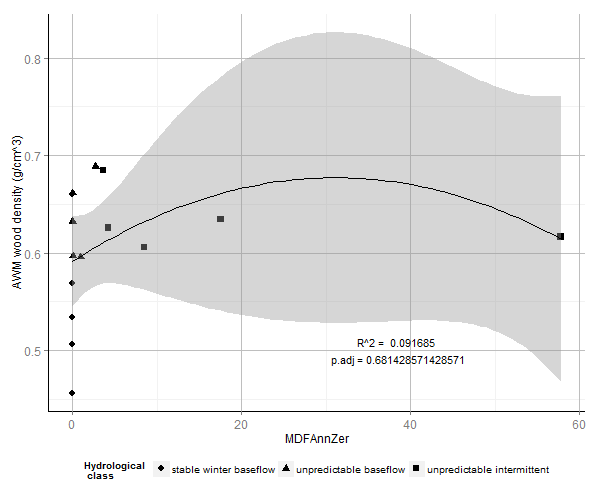 0.8
0.7
0.6
0.5
AWM wood density (g/cm^3)
R^2 = 0.091685
p.adj = 0.681428571428571
0 20 40 60
MDFAnnZer
Hydrological
class
stable winter baseflow unpredictable baseflow unpredictable intermittent